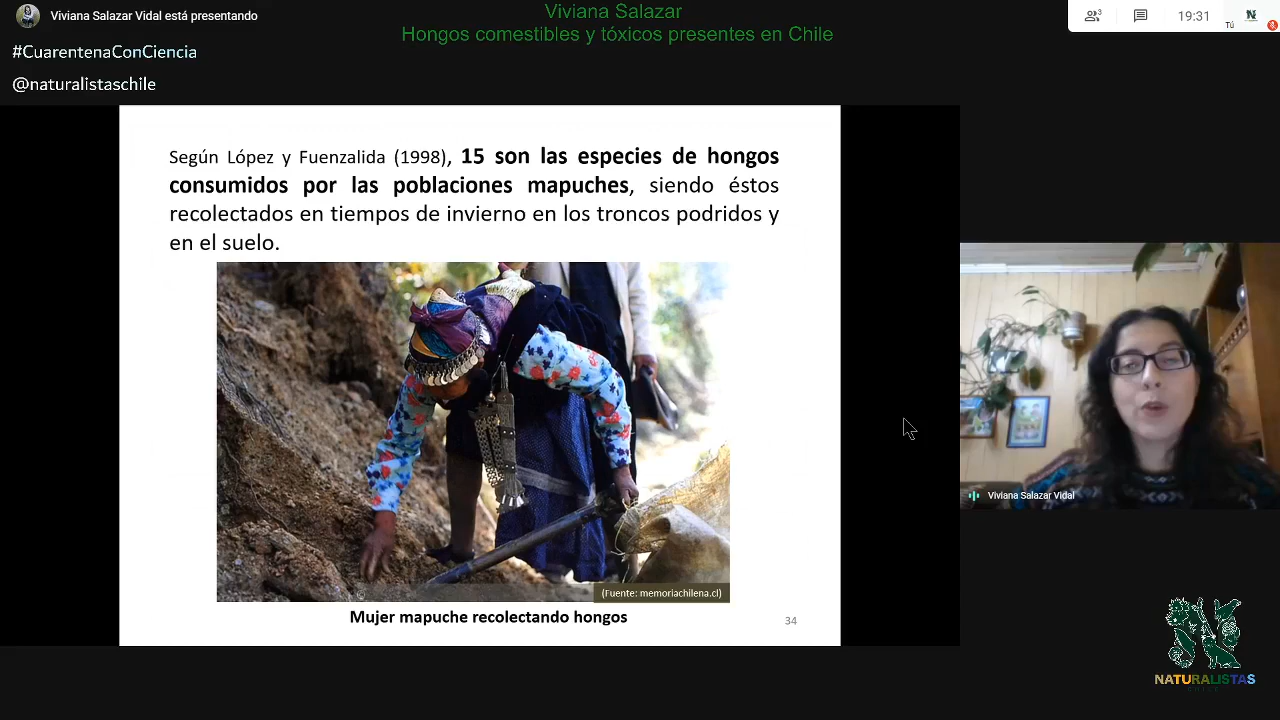 Viviana Salazar Vidal está presentando
#CuarentenaConCiencia
@naturalistaschile
Viviana Salazar
Hongos comestibles y tóxicos presentes en Chile
3
19:31
Tú
Según López y Fuenzalida (1998), 15 son las especies de hongos
consumidos por las poblaciones mapuches, siendo éstos
recolectados en tiempos de invierno en los troncos podridos y
en el suelo.
(Fuente: memoriachilena.cl)
Mujer mapuche recolectando hongos
34
Viviana Salazar Vidal
NATURALISTAS
CHILE